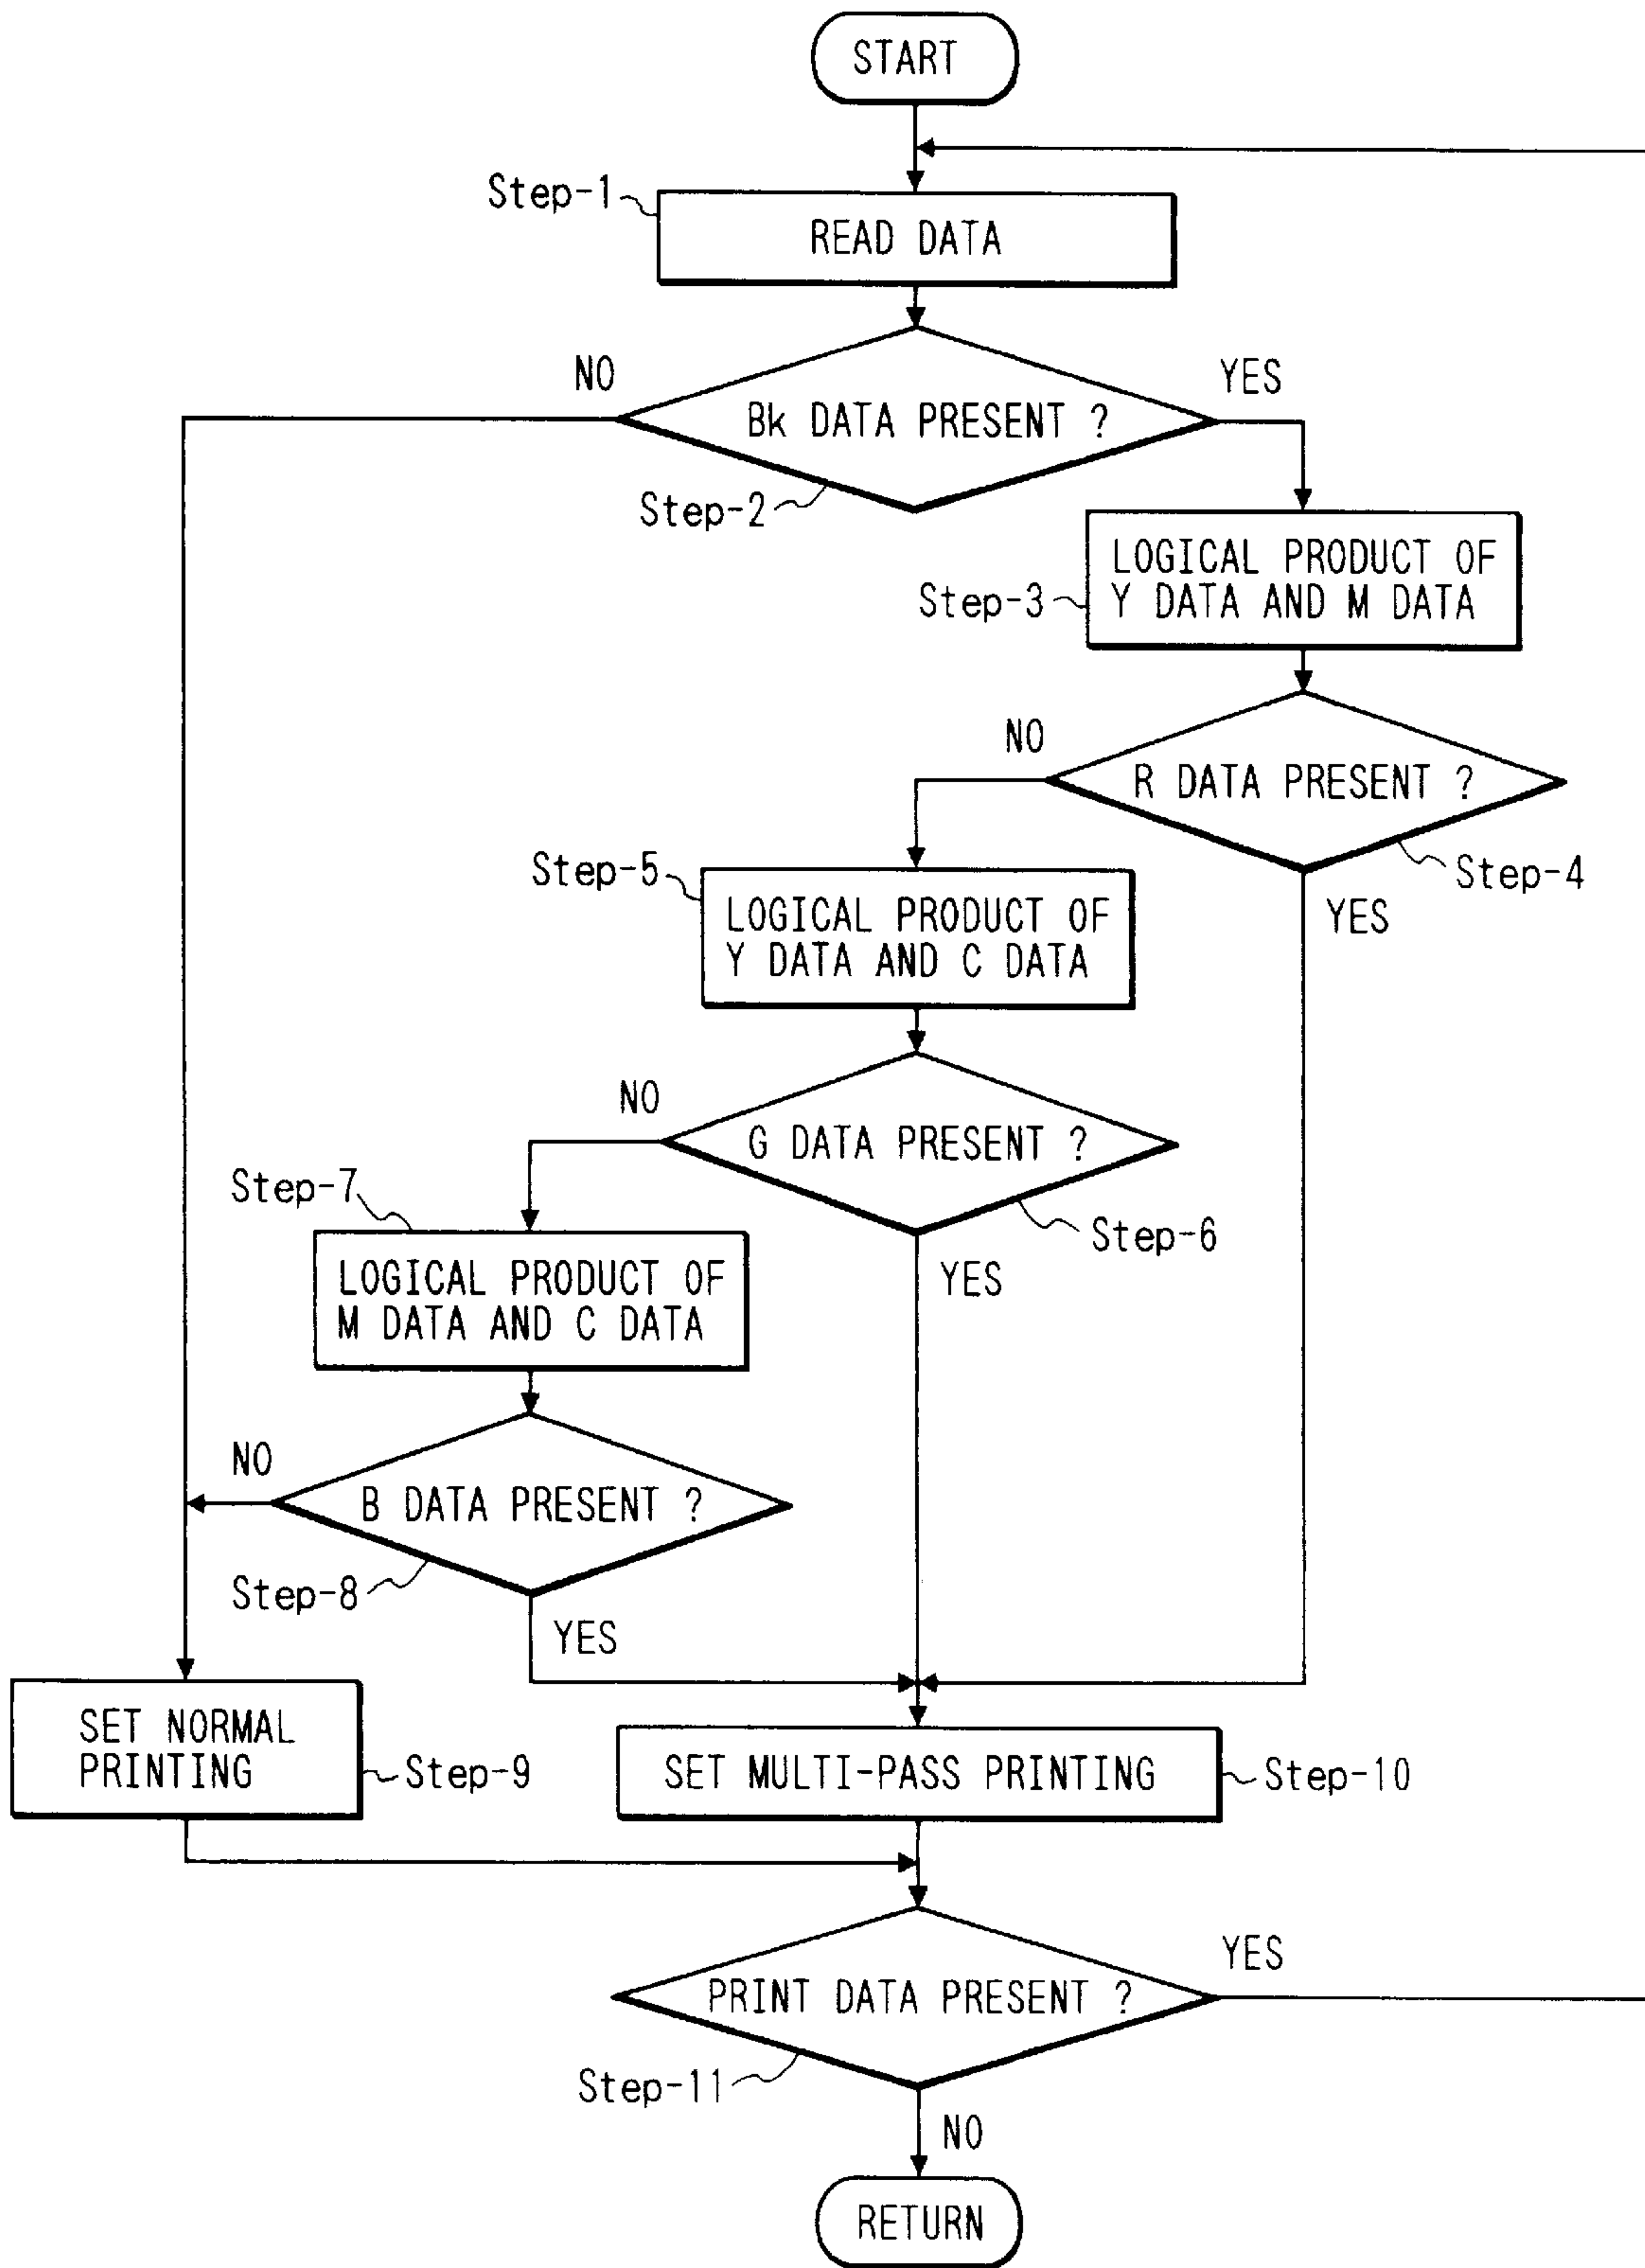 START
Step-1
READ DATA
NO
YES
Bk DATA PRESENT ?
Step-2
LOGICAL PRODUCT OF
Y DATA AND M DATA
Step-3
NO
R DATA PRESENT ?
Step-4
YES
Step-5
LOGICAL PRODUCT OF
Y DATA AND C DATA
NO
G DATA PRESENT ?
Step-6
YES
Step-7
LOGICAL PRODUCT OF
M DATA AND C DATA
NO
B DATA PRESENT ?
Step-8
YES
SET NORMAL
PRINTING
Step-9
SET MULTI-PASS PRINTING
Step-10
YES
PRINT DATA PRESENT ?
Step-11
NO
RETURN